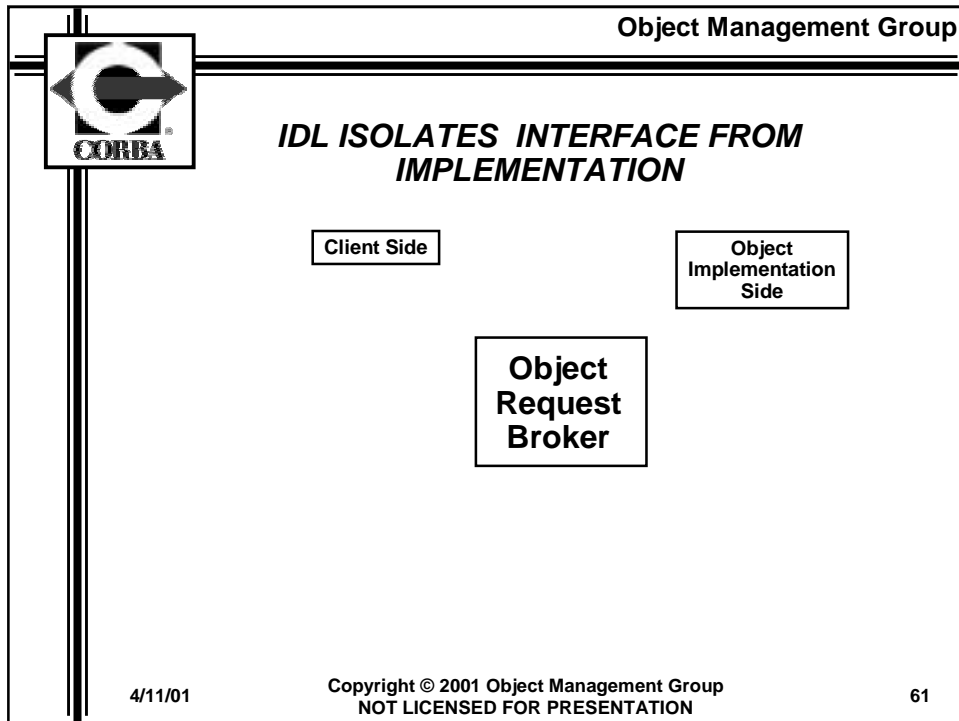 Object Management Group
CORBA®
IDL ISOLATES INTERFACE FROM
IMPLEMENTATION
Client Side
Object
Implementation
Side
Object
Request
Broker
4/11/01
Copyright © 2001 Object Management Group
NOT LICENSED FOR PRESENTATION
61